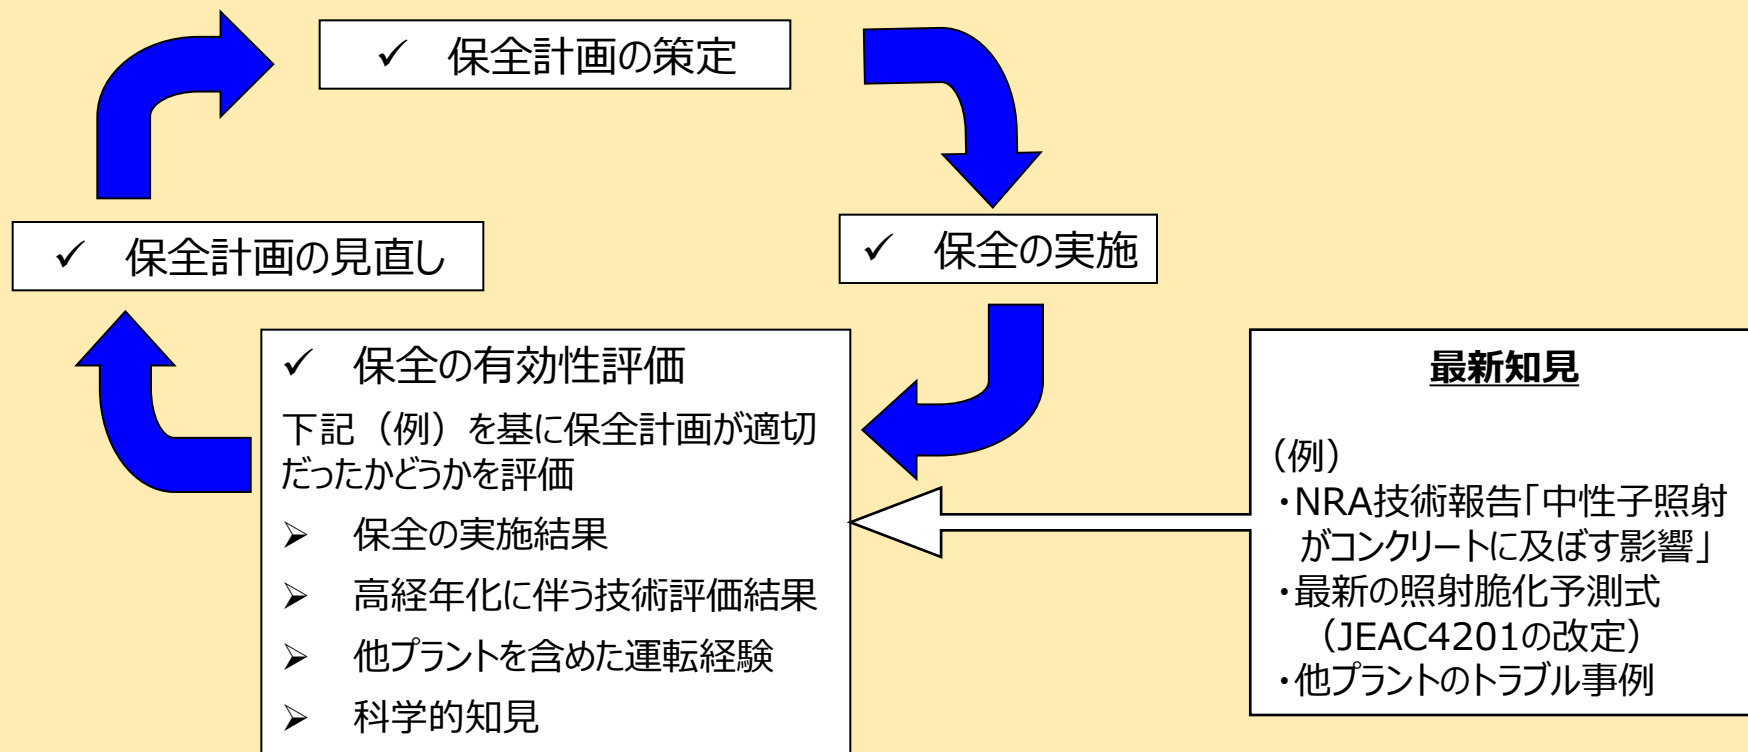 ✓ 保全計画の策定
✓ 保全計画の見直し
✓ 保全の実施
✓ 保全の有効性評価
下記（例）を基に保全計画が適切
だったかどうかを評価
➢ 保全の実施結果
➢ 高経年化に伴う技術評価結果
➢ 他プラントを含めた運転経験
➢ 科学的知見
最新知見
（例）
・NRA技術報告「中性子照射
がコンクリートに及ぼす影響」
・最新の照射脆化予測式
（JEAC4201の改定）
・他プラントのトラブル事例